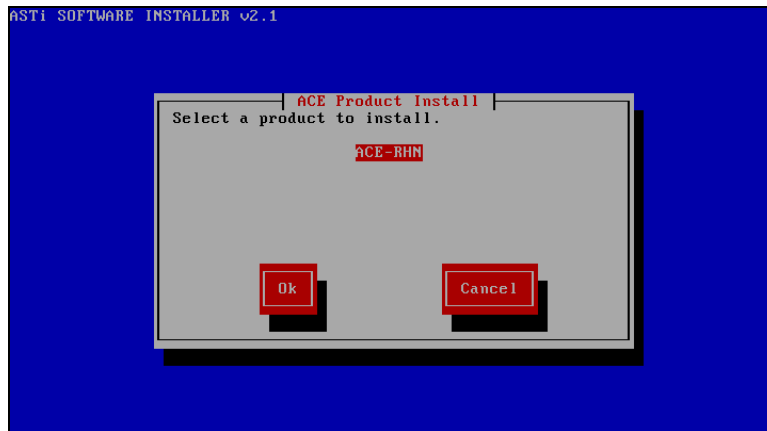 ASTi SOFTWARE INSTALLER v2.1
ACE Product Install
Select a product to install.
ACE-RHN
Ok
Cancel